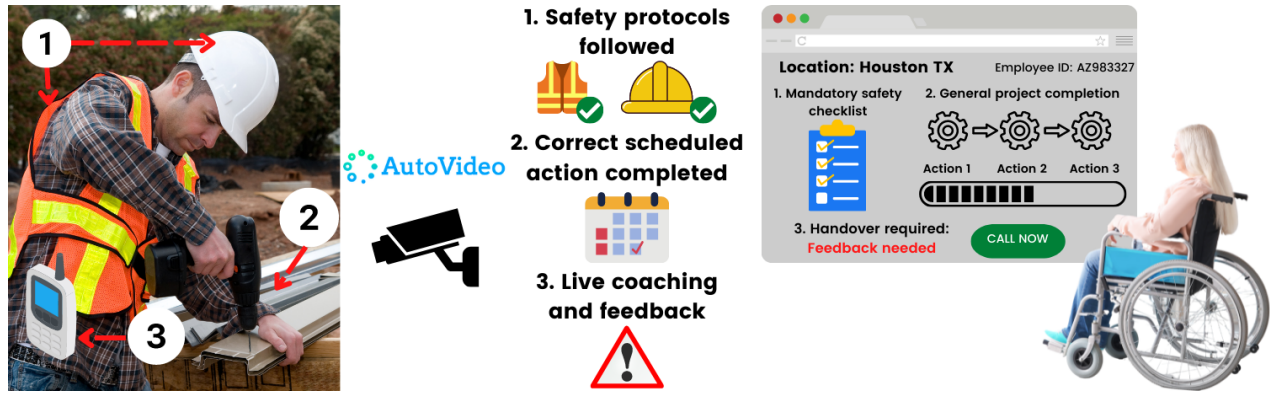 1
2
3
AutoVideo
1. Safety protocols
followed
2. Correct scheduled
action completed
3. Live coaching
and feedback
Location: Houston TX
Employee ID: AZ983327
1. Mandatory safety
checklist
2. General project completion
Action 1
Action 2
Action 3
3. Handover required:
Feedback needed
CALL NOW